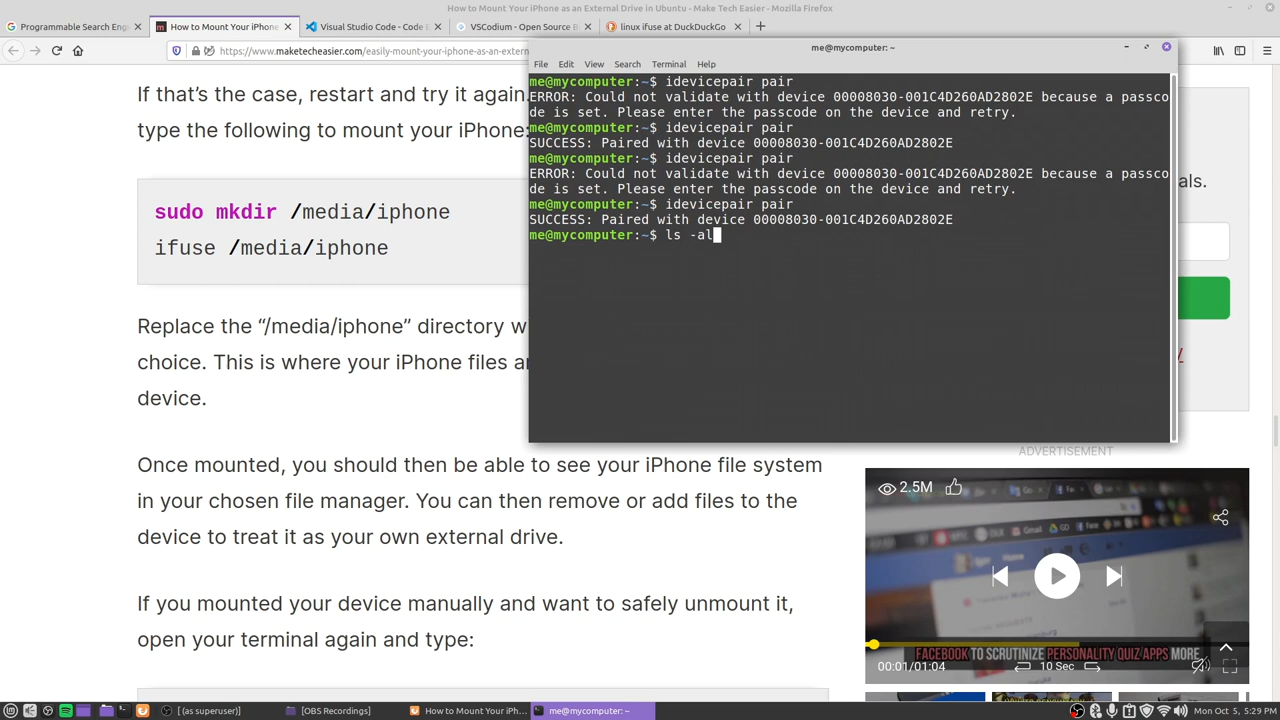 How to Mount Your iPhone as an External Drive in Ubuntu - Make Tech Easier - Mozilla Firefox
Programmable Search Eng
How to Mount Your iPhone
Visual Studio Code - Code E
VSCodium - Open Source B
linux ifuse at DuckDuckGo
https://www.maketecheasier.com/easily-mount-your-iphone-as-an-extern
me@mycomputer: ~
File Edit View Search Terminal Help
me@mycomputer:~$ idevicepair pair
ERROR: Could not validate with device 00008030-001C4D260AD2802E because a passco
de is set. Please enter the passcode on the device and retry.
me@mycomputer:~$ idevicepair pair
SUCCESS: Paired with device 00008030-001C4D260AD2802E
me@mycomputer:~$ idevicepair pair
ERROR: Could not validate with device 00008030-001C4D260AD2802E because a passco
de is set. Please enter the passcode on the device and retry.
me@mycomputer:~$ idevicepair pair
SUCCESS: Paired with device 00008030-001C4D260AD2802E
me@mycomputer:~$ ls -al
If that's the case, restart and try it again.
type the following to mount your iPhone:
sudo mkdir /media/iphone
ifuse /media/iphone
Replace the “/media/iphone” directory w
choice. This is where your iPhone files a
device.
Once mounted, you should then be able to see your iPhone file system
in your chosen file manager. You can then remove or add files to the
device to treat it as your own external drive.
If you mounted your device manually and want to safely unmount it,
open your terminal again and type:
als.
y
ADVERTISEMENT
2.5M
FACEBOOK TO SCRUTINIZE PERSONALITY QUIZ APPS MORE
00:01/01:04
10 Sec
[ (as superuser)]
[OBS Recordings]
How to Mount Your iPh...
me@mycomputer: ~
Mon Oct 5, 5:29 PM